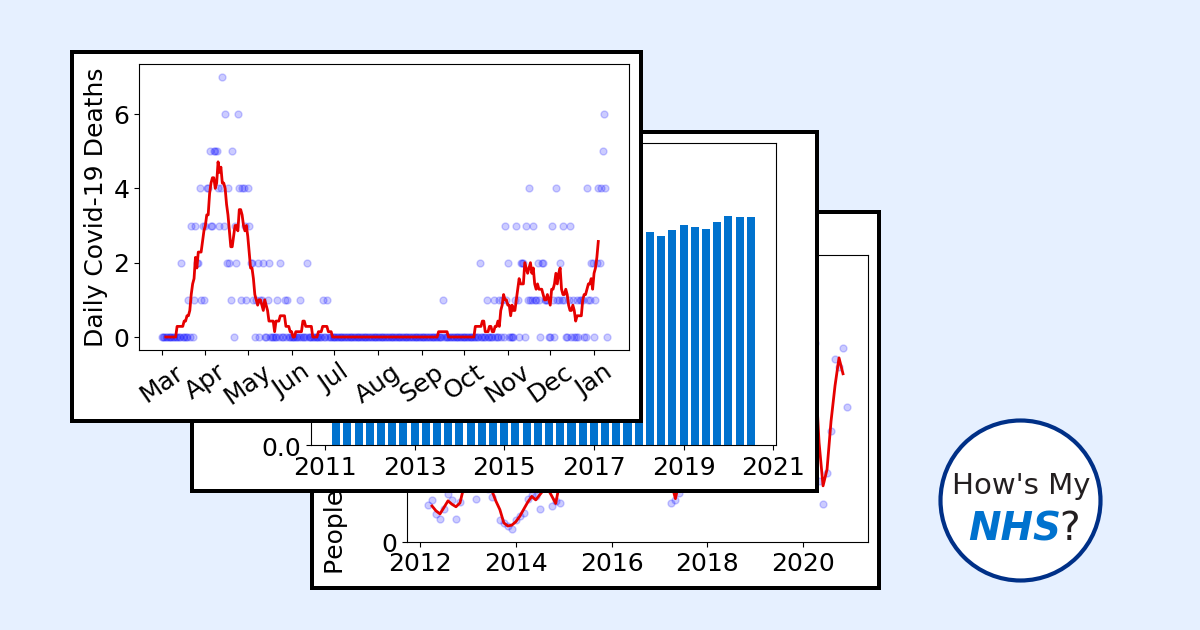 Daily Covid-19 Deaths
6
4
2
0
Mar Apr May Jun Jul Aug Sep Oct Nov Dec Jan
0.0
2011 2013 2015 2017 2019 2021
People
0
2012 2014 2016 2018 2020
How's My
NHS?